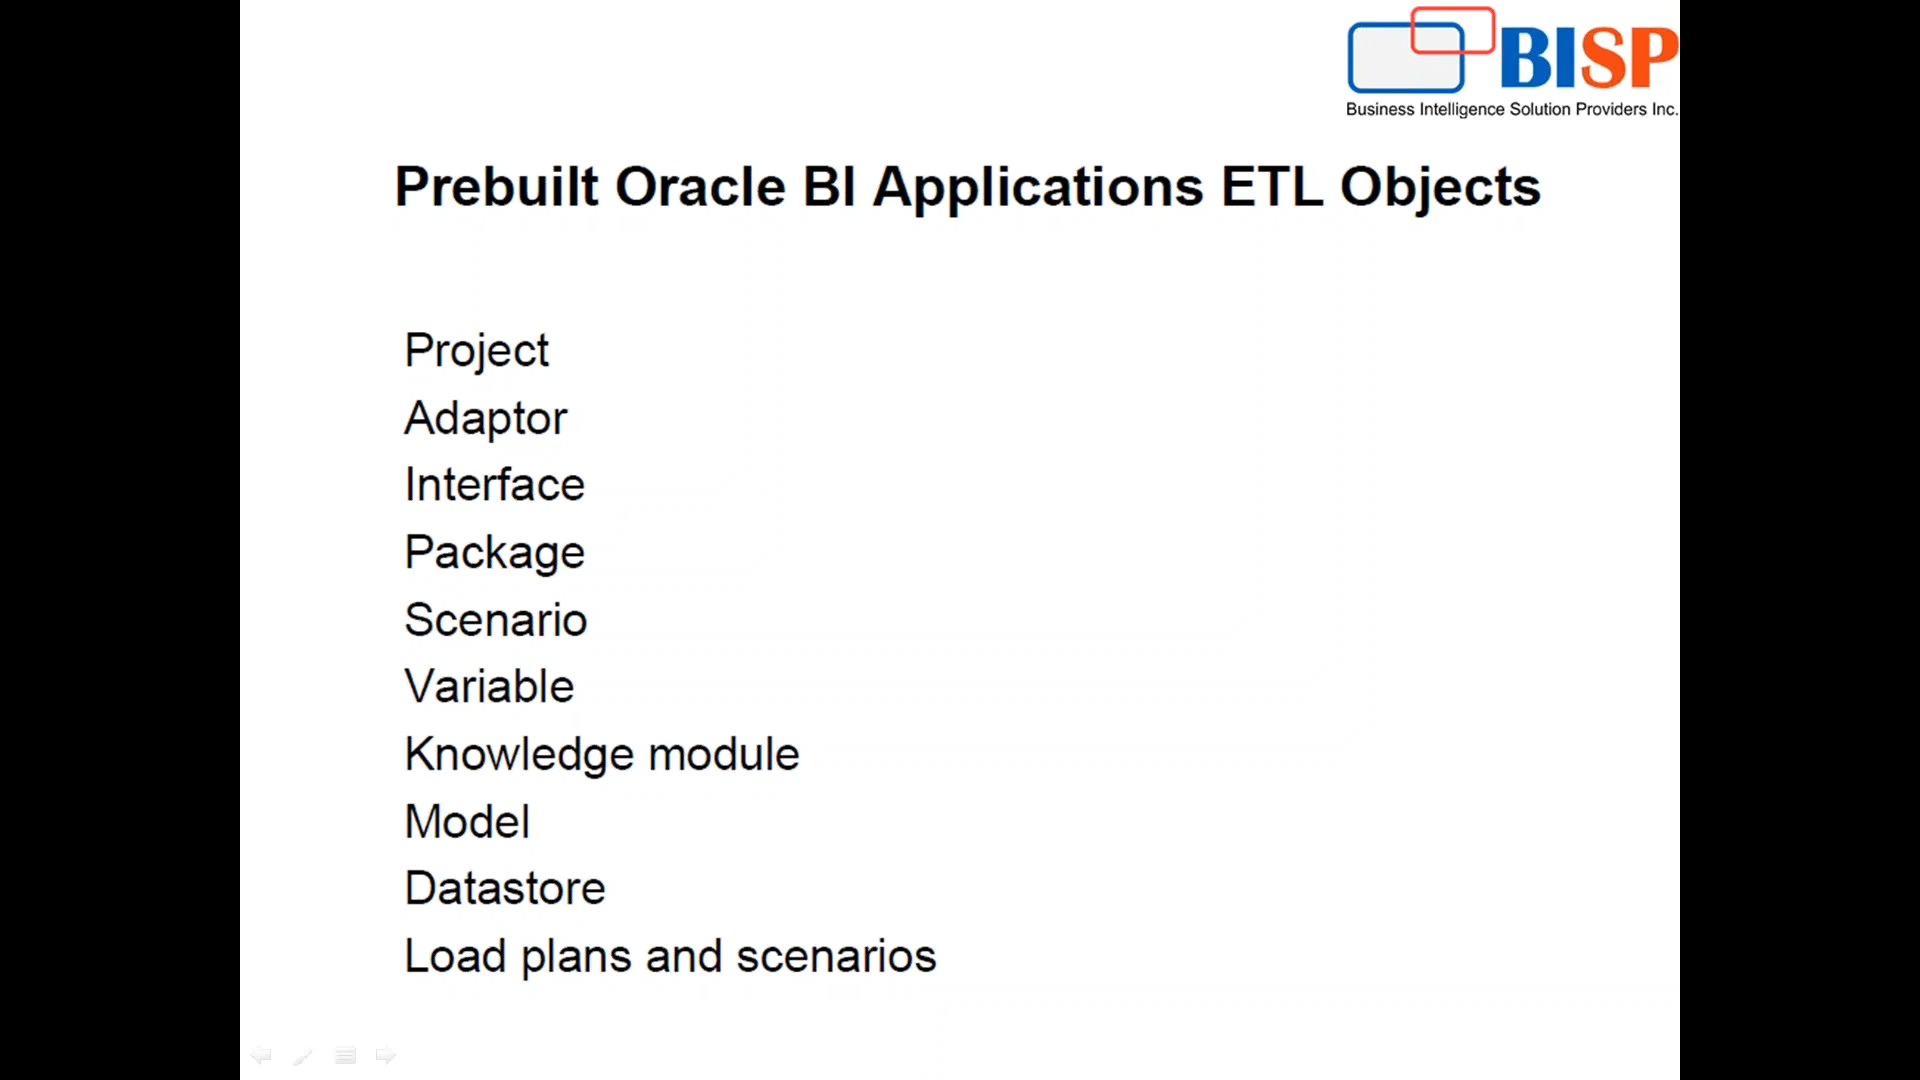 BISP
Business Intelligence Solution Providers Inc.
Prebuilt Oracle BI Applications ETL Objects
Project
Adaptor
Interface
Package
Scenario
Variable
Knowledge module
Model
Datastore
Load plans and scenarios